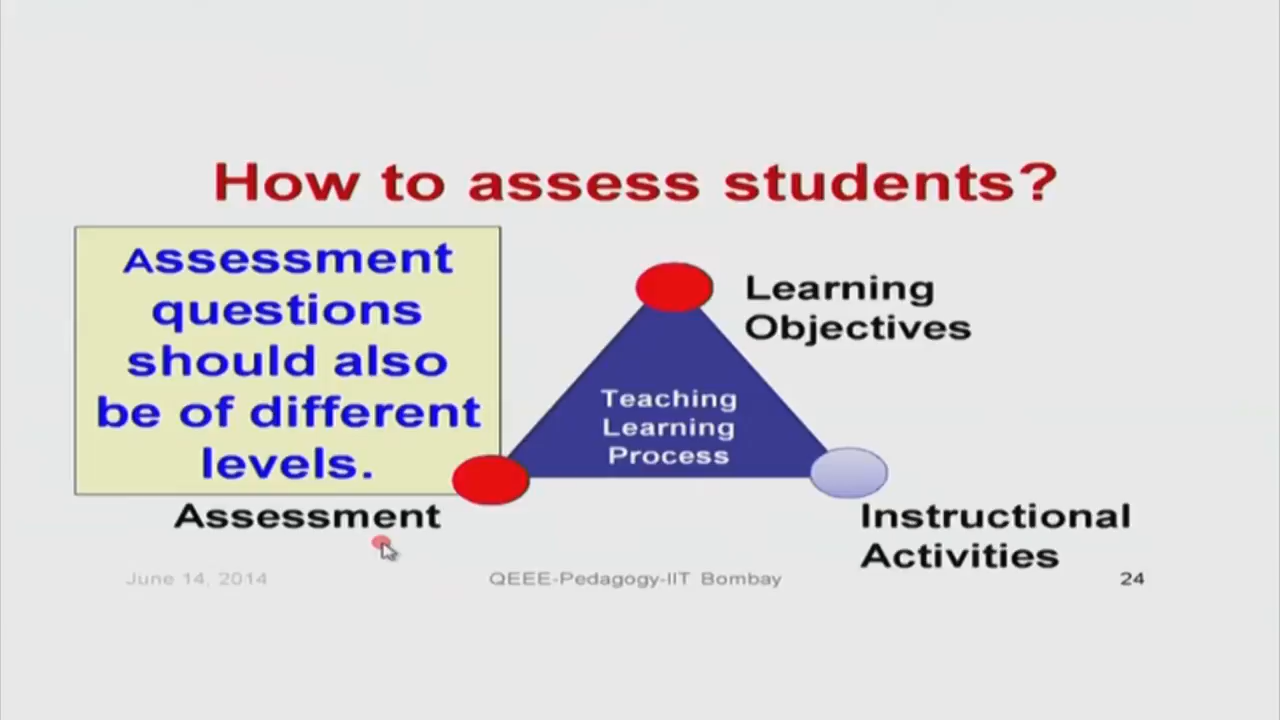 How to assess students?
Assessment
questions
should also
be of different
levels.
Learning
Objectives
Teaching
Learning
Process
Assessment
Instructional
Activities
June 14, 2014
QEEE-Pedagogy-IIT Bombay
24